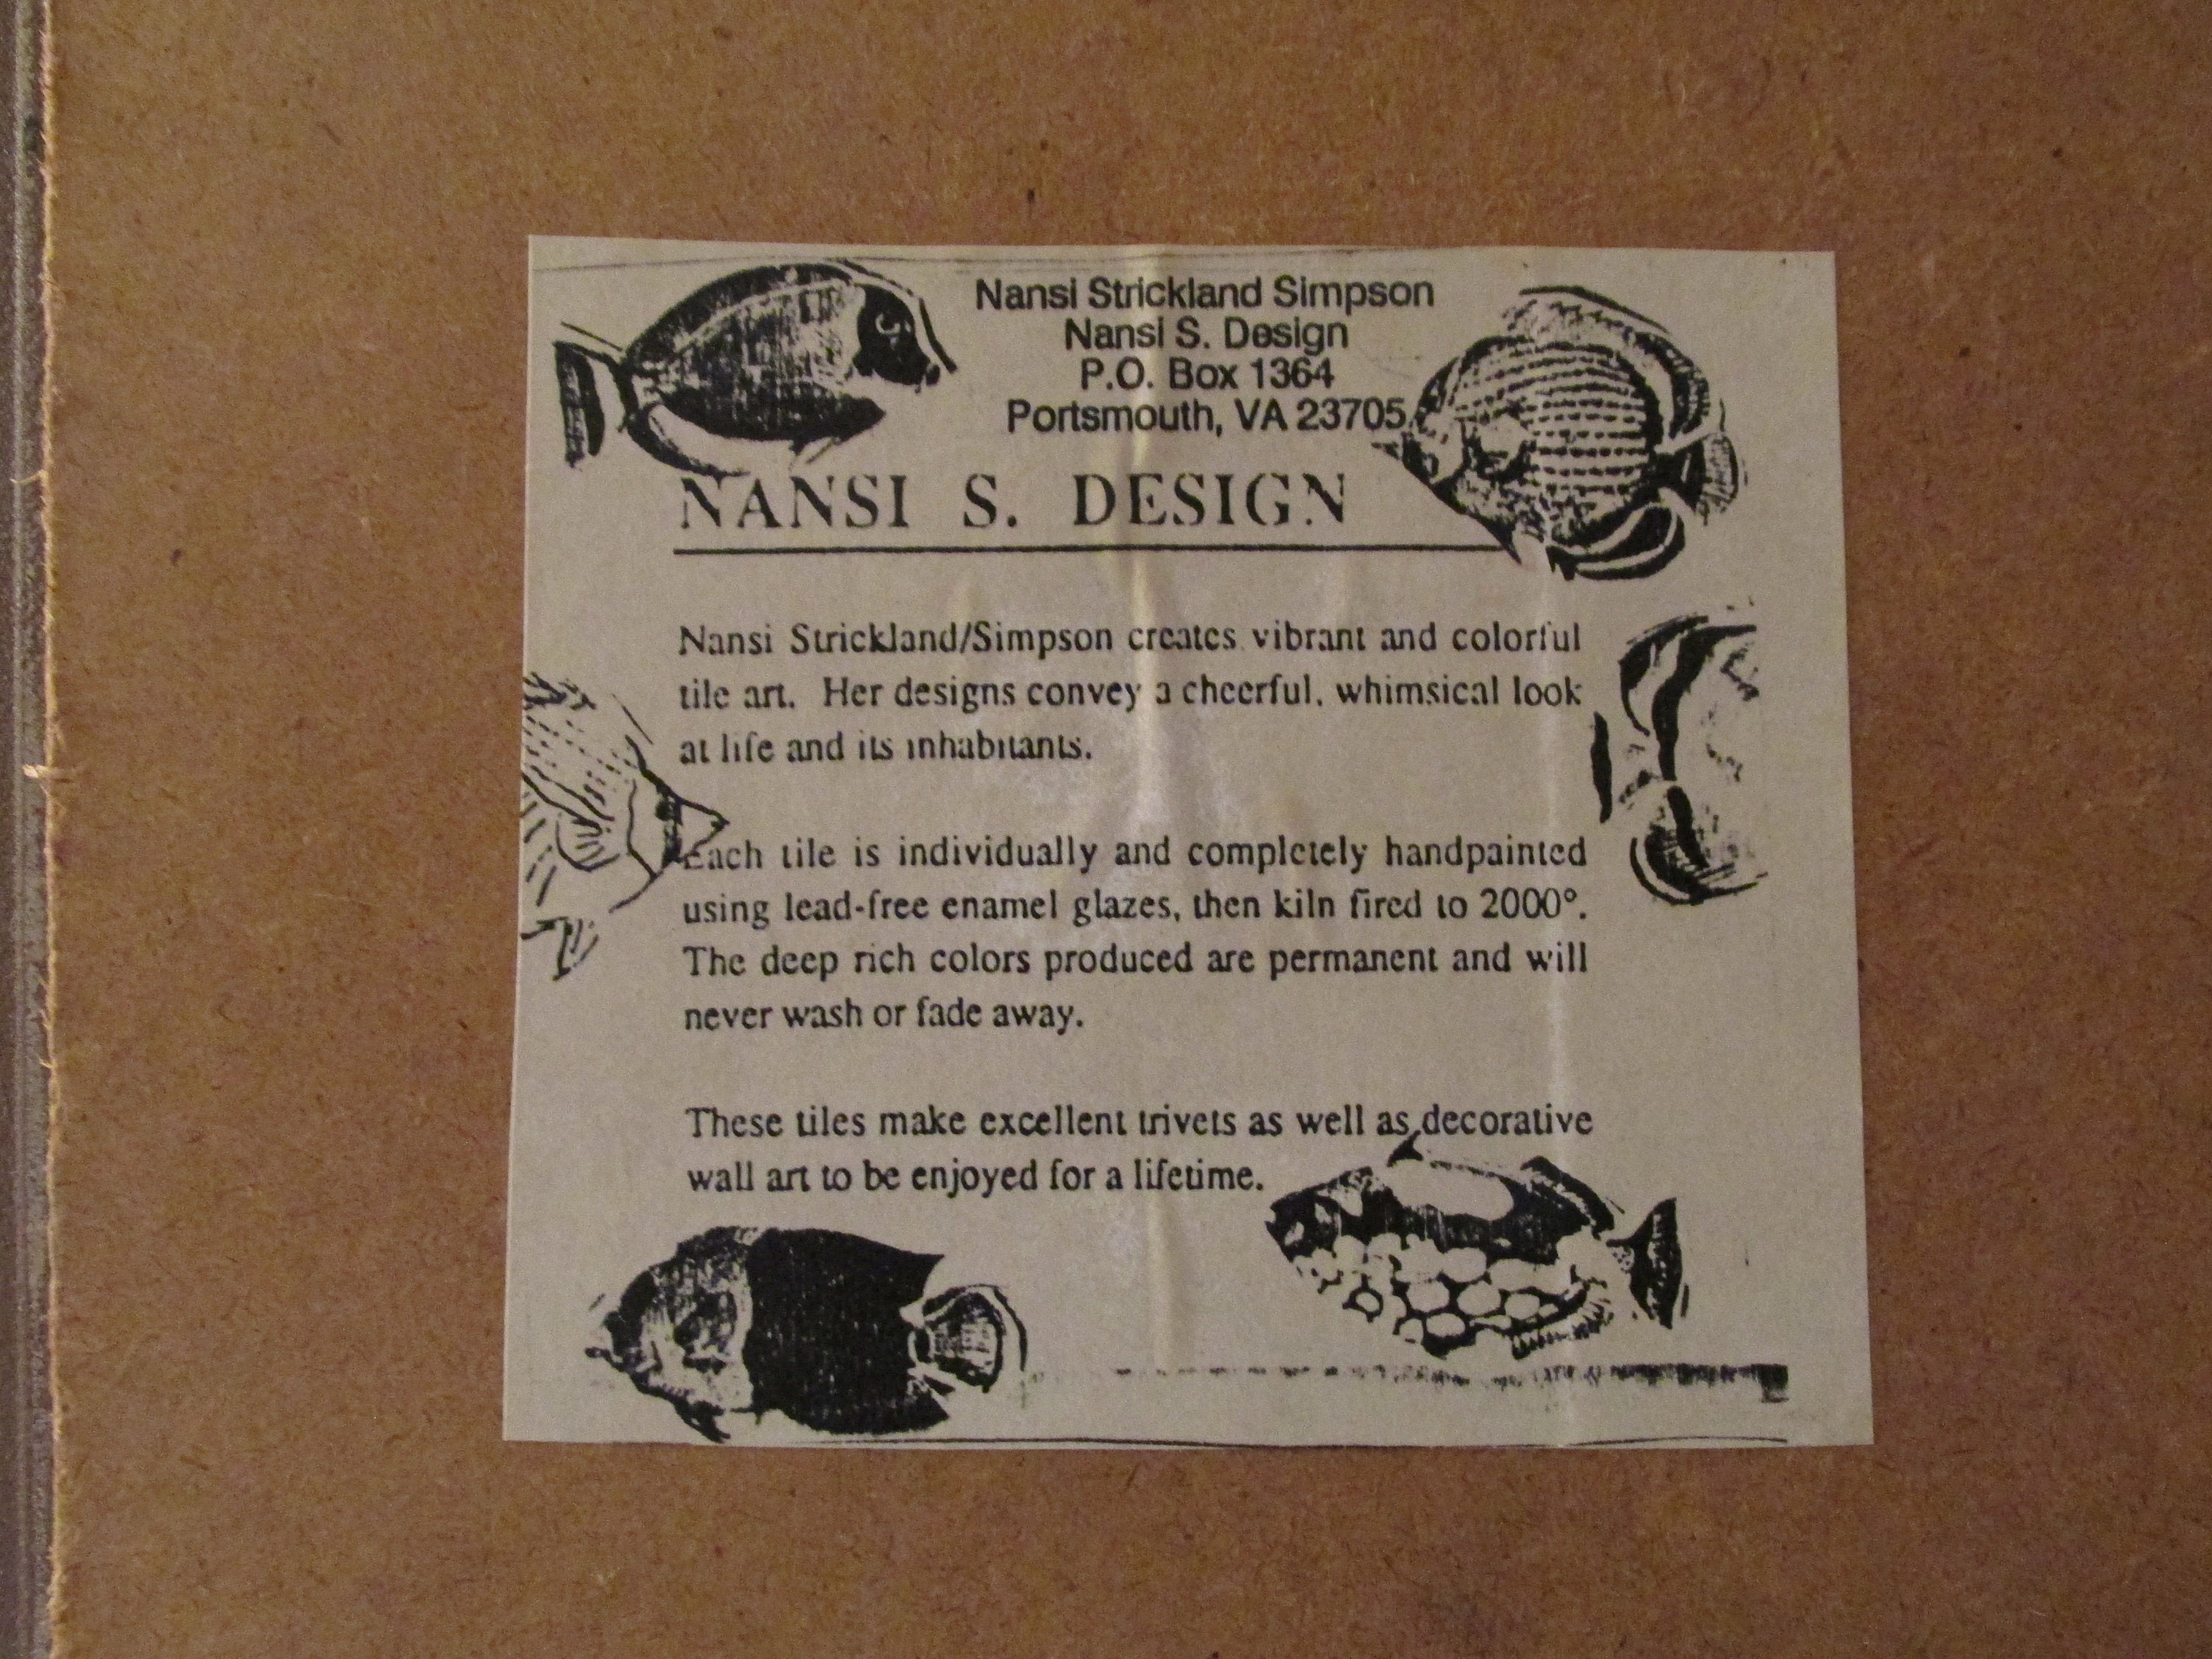 Nansi Strickland Simpson
Nansi S. Design
P.O. Box 1364
Portsmouth, VA 23705
NANSI S. DESIGN
Nansi Strickland/Simpson creates vibrant and colorful
tile art. Her designs convey a cheerful, whimsical look
at life and its inhabitants.
Each tile is individually and completely handpainted
using lead-free enamel glazes, then kiln fired to 2000°.
The deep rich colors produced are permanent and will
never wash or fade away.
These tiles make excellent trivets as well as decorative
wall art to be enjoyed for a lifetime.